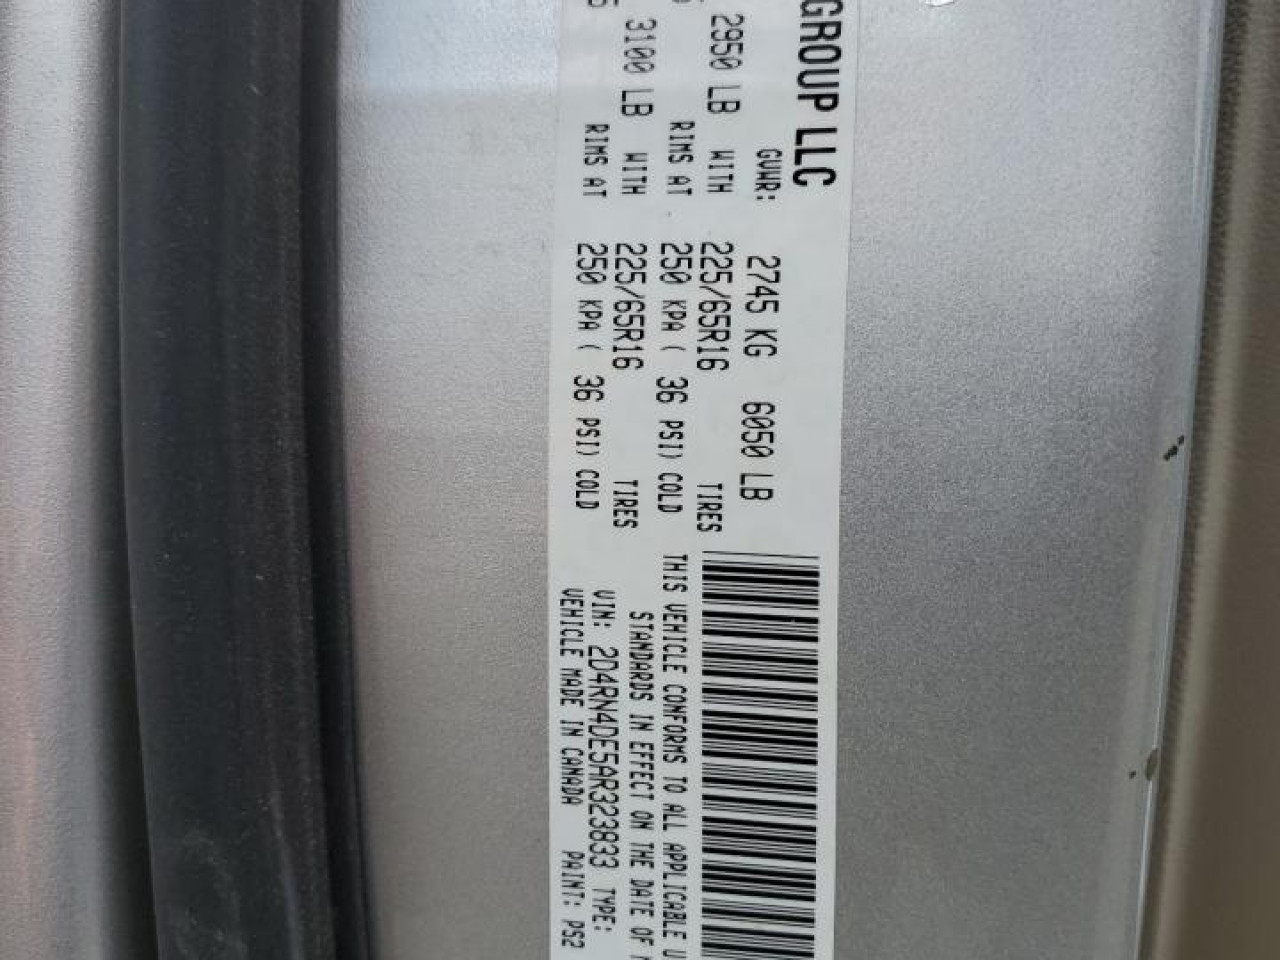 GROUP LLC
GVWR: 2745 KG 6050 LB
2950 LB WITH 225/65R16 TIRES
RIMS AT 250 KPA ( 36 PSI) COLD
3100 LB WITH 225/65R16 TIRES
RIMS AT 250 KPA ( 36 PSI) COLD
THIS VEHICLE CONFORMS TO ALL APPLICABLE
STANDARDS IN EFFECT ON THE DATE OF
VIN: 2D4RN4DE5AR323833 TYPE:
VEHICLE MADE IN CANADA PAINT: PS2